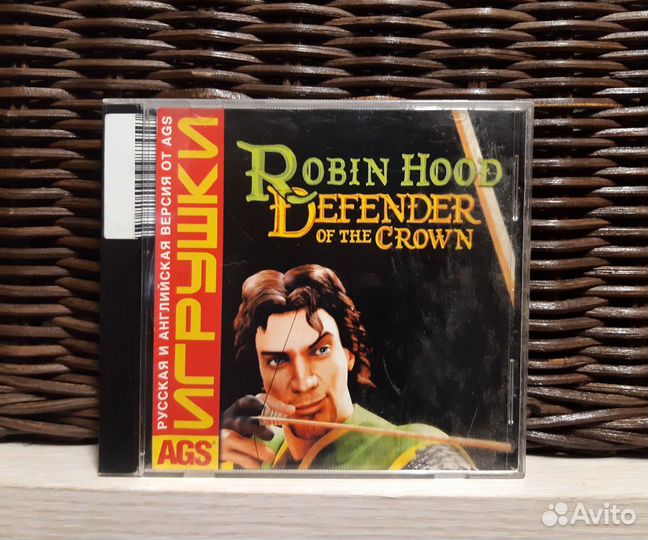 РУССКАЯ И АНГЛИЙСКАЯ ВЕРСИЯ ОТ AGS
ИГРУШКИ
AGS®
ROBIN HOOD
DEFENDER
OF THE CROWN
Avito